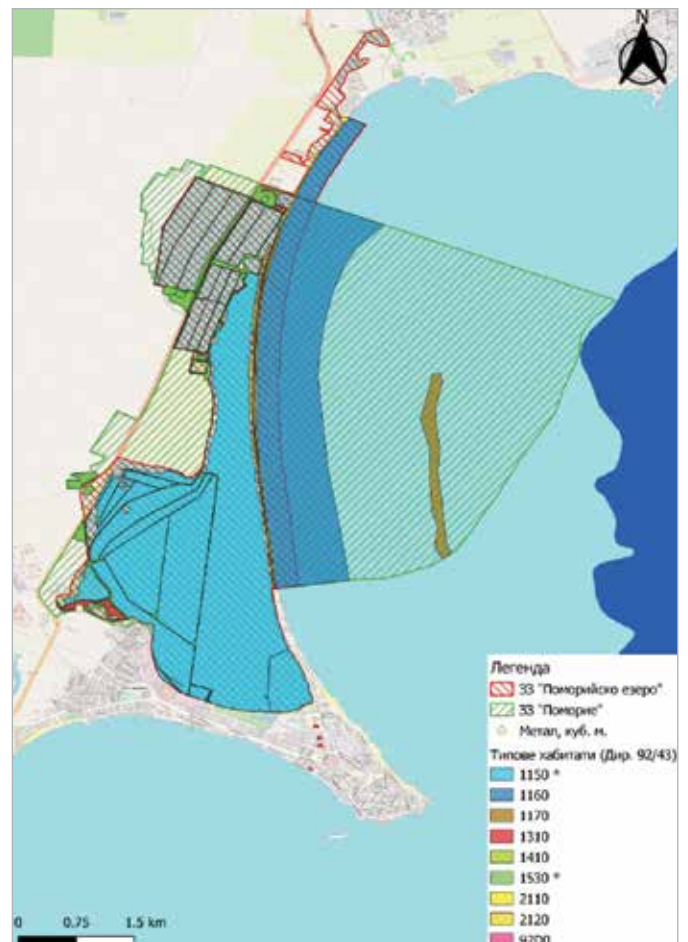 N
Легенда
ЗЗ "Поморийско езеро"
ЗЗ "Поморие"
Метал, куб. м.
Типове хабитати (Дир. 92/43)
1150 *
1160
1170
1310
1410
1530 *
2110
2120
92D0
0 0.75 1.5 km